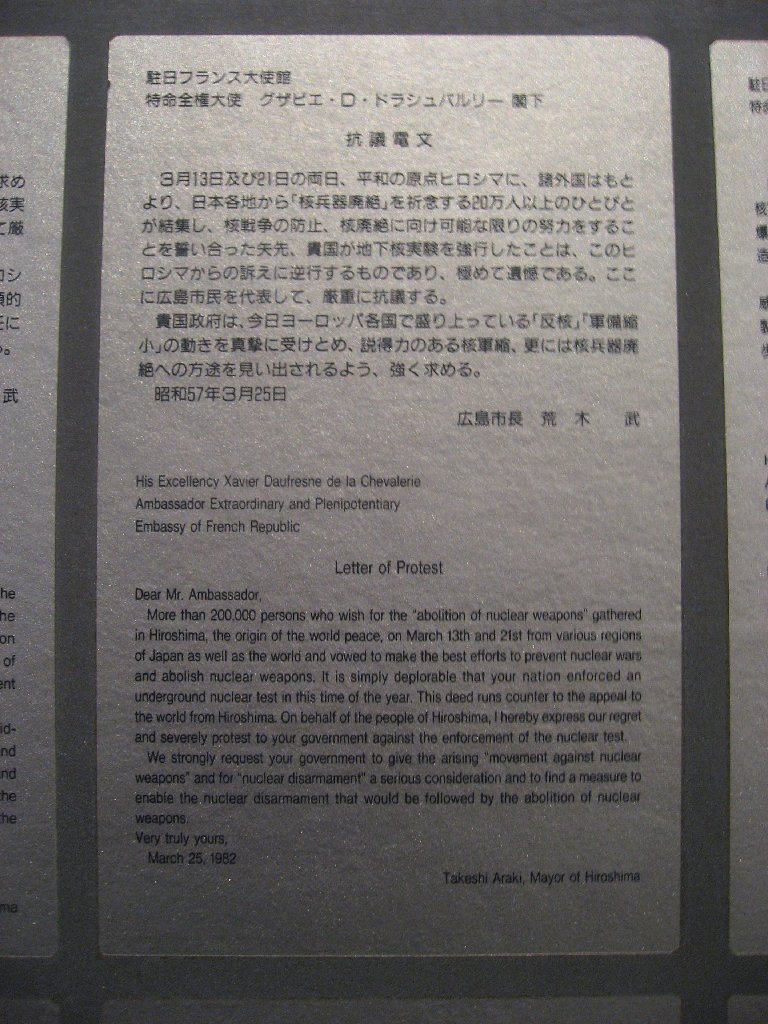 駐日フランス大使館
特命全権大使　グザビエ・D・ドラシュバルリー 閣下
抗議電文
3月13日及び21日の両日、平和の原点ヒロシマに、諸外国はもと
より、日本各地から「核兵器廃絶」を祈念する20万人以上のひとびと
が結集し、核戦争の防止、核廃絶に向け可能な限りの努力をするこ
とを誓い合った矢先、貴国が地下核実験を強行したことは、このヒ
ロシマからの訴えに逆行するものであり、極めて遺憾である。ここ
に広島市民を代表して、厳重に抗議する。
貴国政府は、今日ヨーロッパ各国で盛り上っている「反核」「軍備縮
小」の動きを真摯に受けとめ、説得力のある核軍縮、更には核兵器廃
絶への方途を見い出されるよう、強く求める。
昭和57年3月25日
広島市長　荒　木　　武
His Excellency Xavier Daufresne de la Chevalerie
Ambassador Extraordinary and Plenipotentiary
Embassy of French Republic
Letter of Protest
Dear Mr. Ambassador,
More than 200,000 persons who wish for the "abolition of nuclear weapons" gathered
in Hiroshima, the origin of the world peace, on March 13th and 21st from various regions
of Japan as well as the world and vowed to make the best efforts to prevent nuclear wars
and abolish nuclear weapons. It is simply deplorable that your nation enforced an
underground nuclear test in this time of the year. This deed runs counter to the appeal to
the world from Hiroshima. On behalf of the people of Hiroshima, I hereby express our regret
and severely protest to your government against the enforcement of the nuclear test.
We strongly request your government to give the arising "movement against nuclear
weapons" and for "nuclear disarmament" a serious consideration and to find a measure to
enable the nuclear disarmament that would be followed by the abolition of nuclear
weapons.
Very truly yours,
March 25, 1982
Takeshi Araki, Mayor of Hiroshima